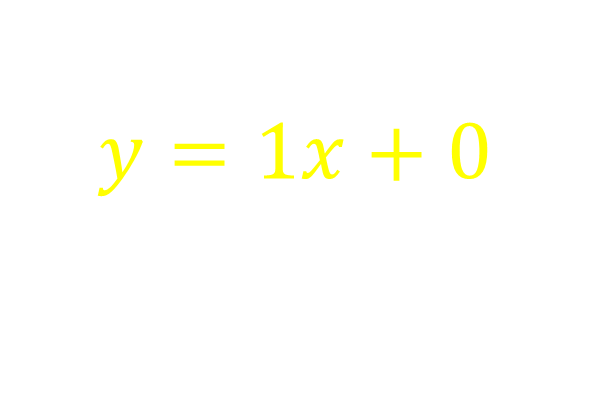 y = 1x + 0